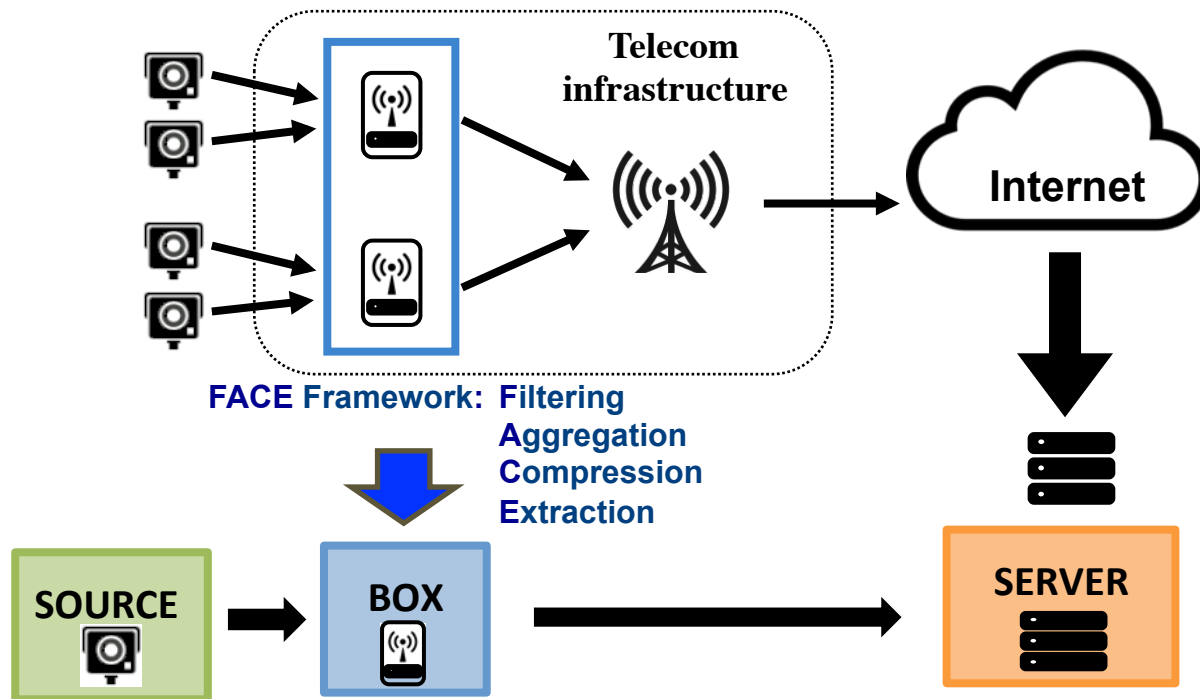 Telecom
infrastructure
Internet
FACE Framework: Filtering
Aggregation
Compression
Extraction
SOURCE
BOX
SERVER